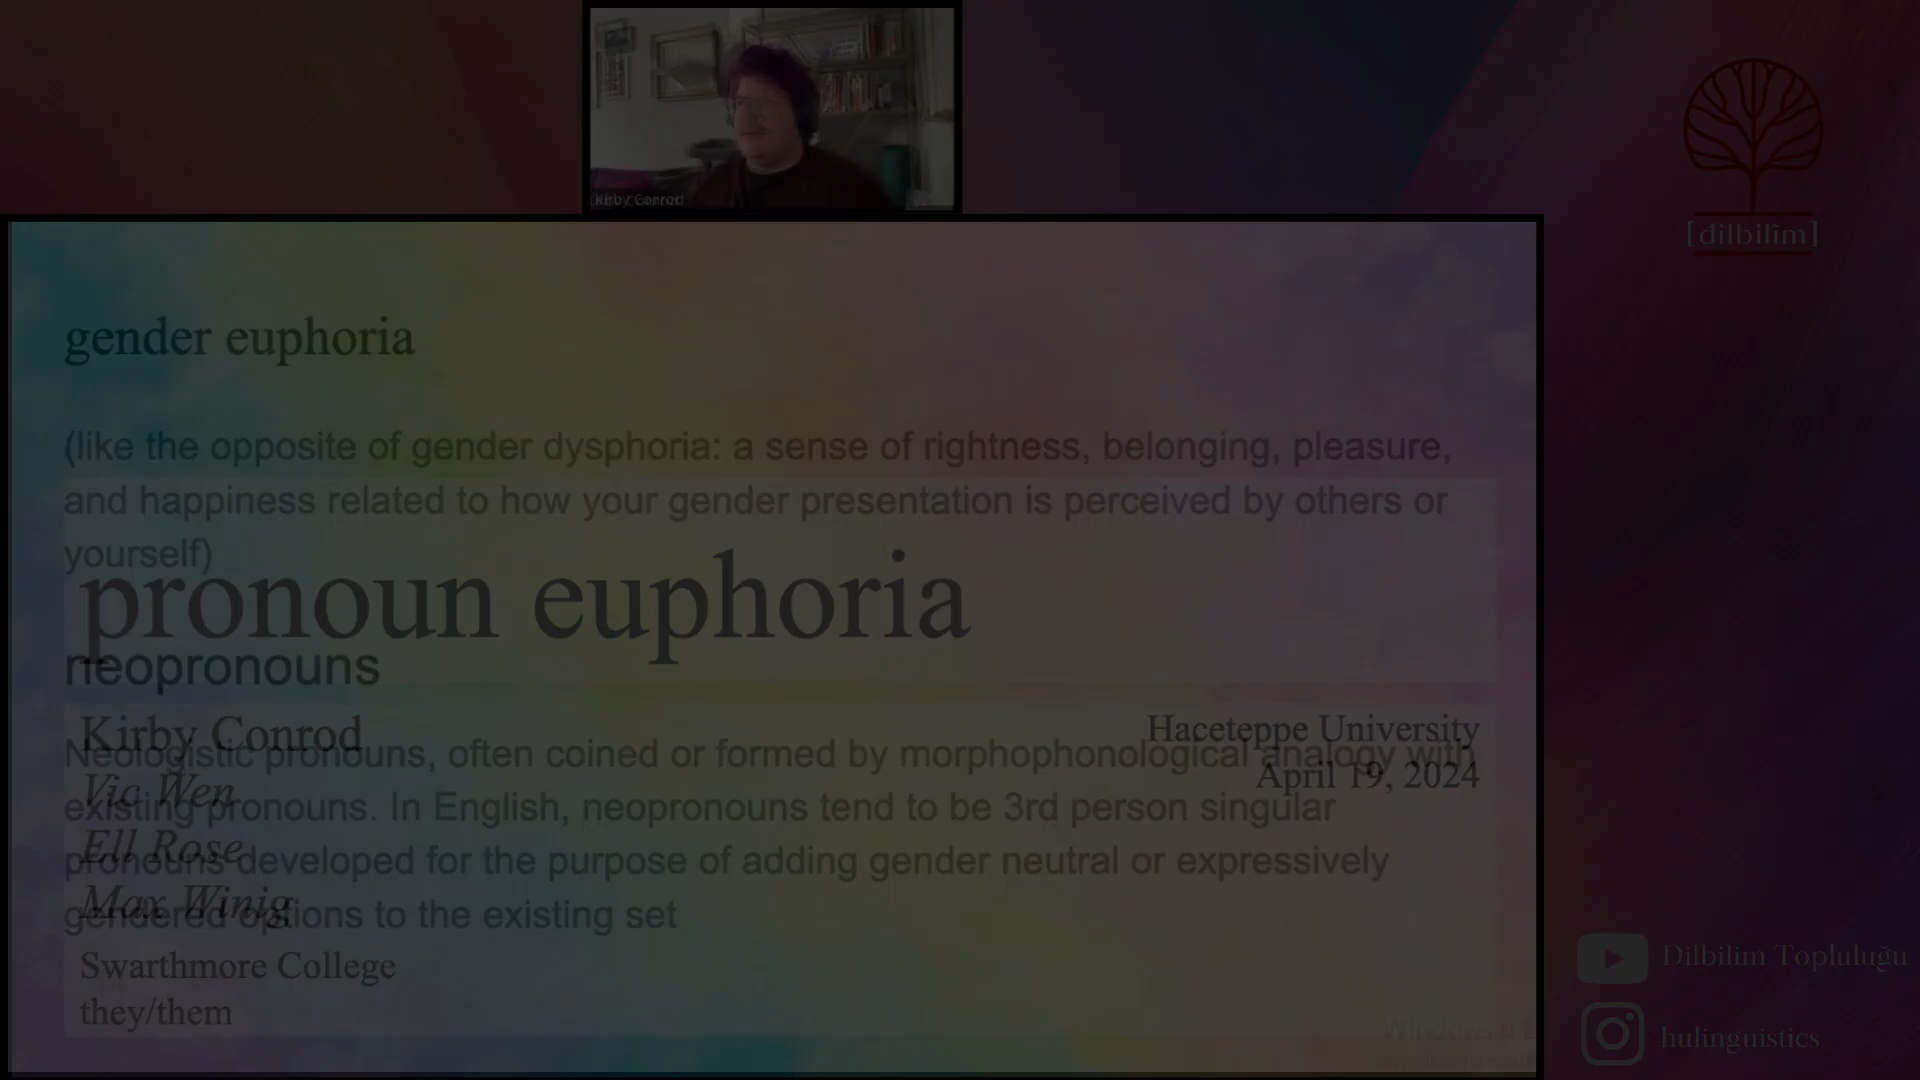 Kirby Conrod
[dilbilim]
gender euphoria
(like the opposite of gender dysphoria: a sense of rightness, belonging, pleasure,
and happiness related to how your gender presentation is perceived by others or
yourself)
pronoun euphoria
neopronouns
Kirby Conrod
Haceteppe University
Neologistic pronouns, often coined or formed by morphophonological analogy with
April 19, 2024
Vic Wen
existing pronouns. In English, neopronouns tend to be 3rd person singular
Ell Rose
pronouns developed for the purpose of adding gender neutral or expressively
Max Winig
gendered options to the existing set
Swarthmore College
they/them
Dilbilim Topluluğu
hulinguistics